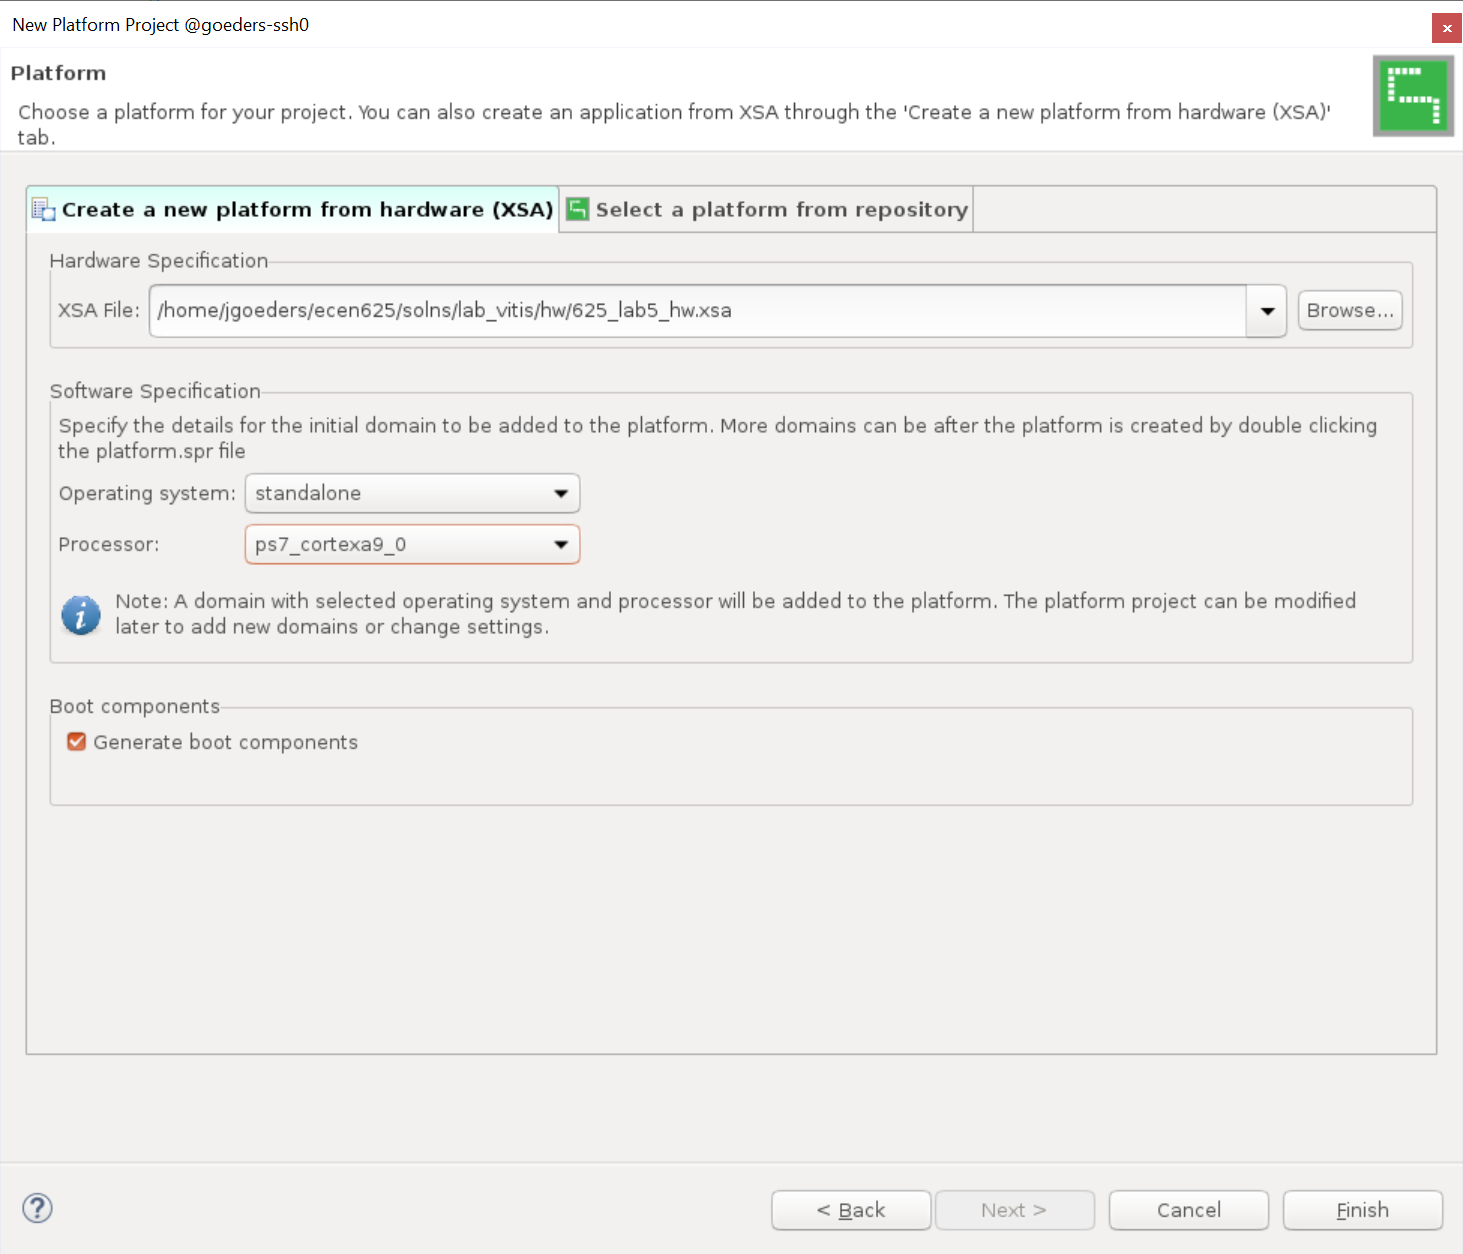 New Platform Project @goeders-ssh0
x
Platform
Choose a platform for your project. You can also create an application from XSA through the 'Create a new platform from hardware (XSA)'
tab.
Create a new platform from hardware (XSA)
Select a platform from repository
Hardware Specification
XSA File:
/home/jgoeders/ecen625/solns/lab_vitis/hw/625_lab5_hw.xsa
Browse...
Software Specification
Specify the details for the initial domain to be added to the platform. More domains can be after the platform is created by double clicking
the platform.spr file
Operating system:
standalone
Processor:
ps7_cortexa9_0
i
Note: A domain with selected operating system and processor will be added to the platform. The platform project can be modified
later to add new domains or change settings.
Boot components
Generate boot components
?
< Back
Next >
Cancel
Finish